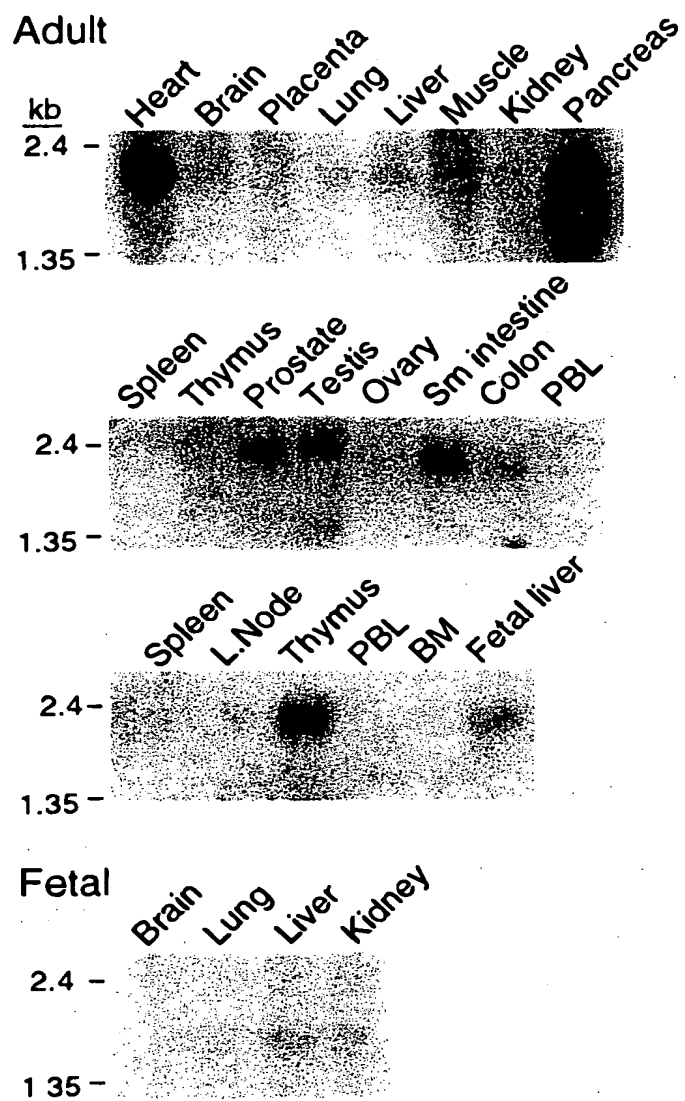 Adult
Heart Brain Placenta Lung Liver Muscle Kidney Pancreas
kb
2.4
1.35
Spleen Thymus Prostate Testis Ovary Sm intestine Colon PBL
2.4
1.35
Spleen L.Node Thymus PBL BM Fetal liver
2.4
1.35
Fetal
Brain Lung Liver Kidney
2.4
1 35